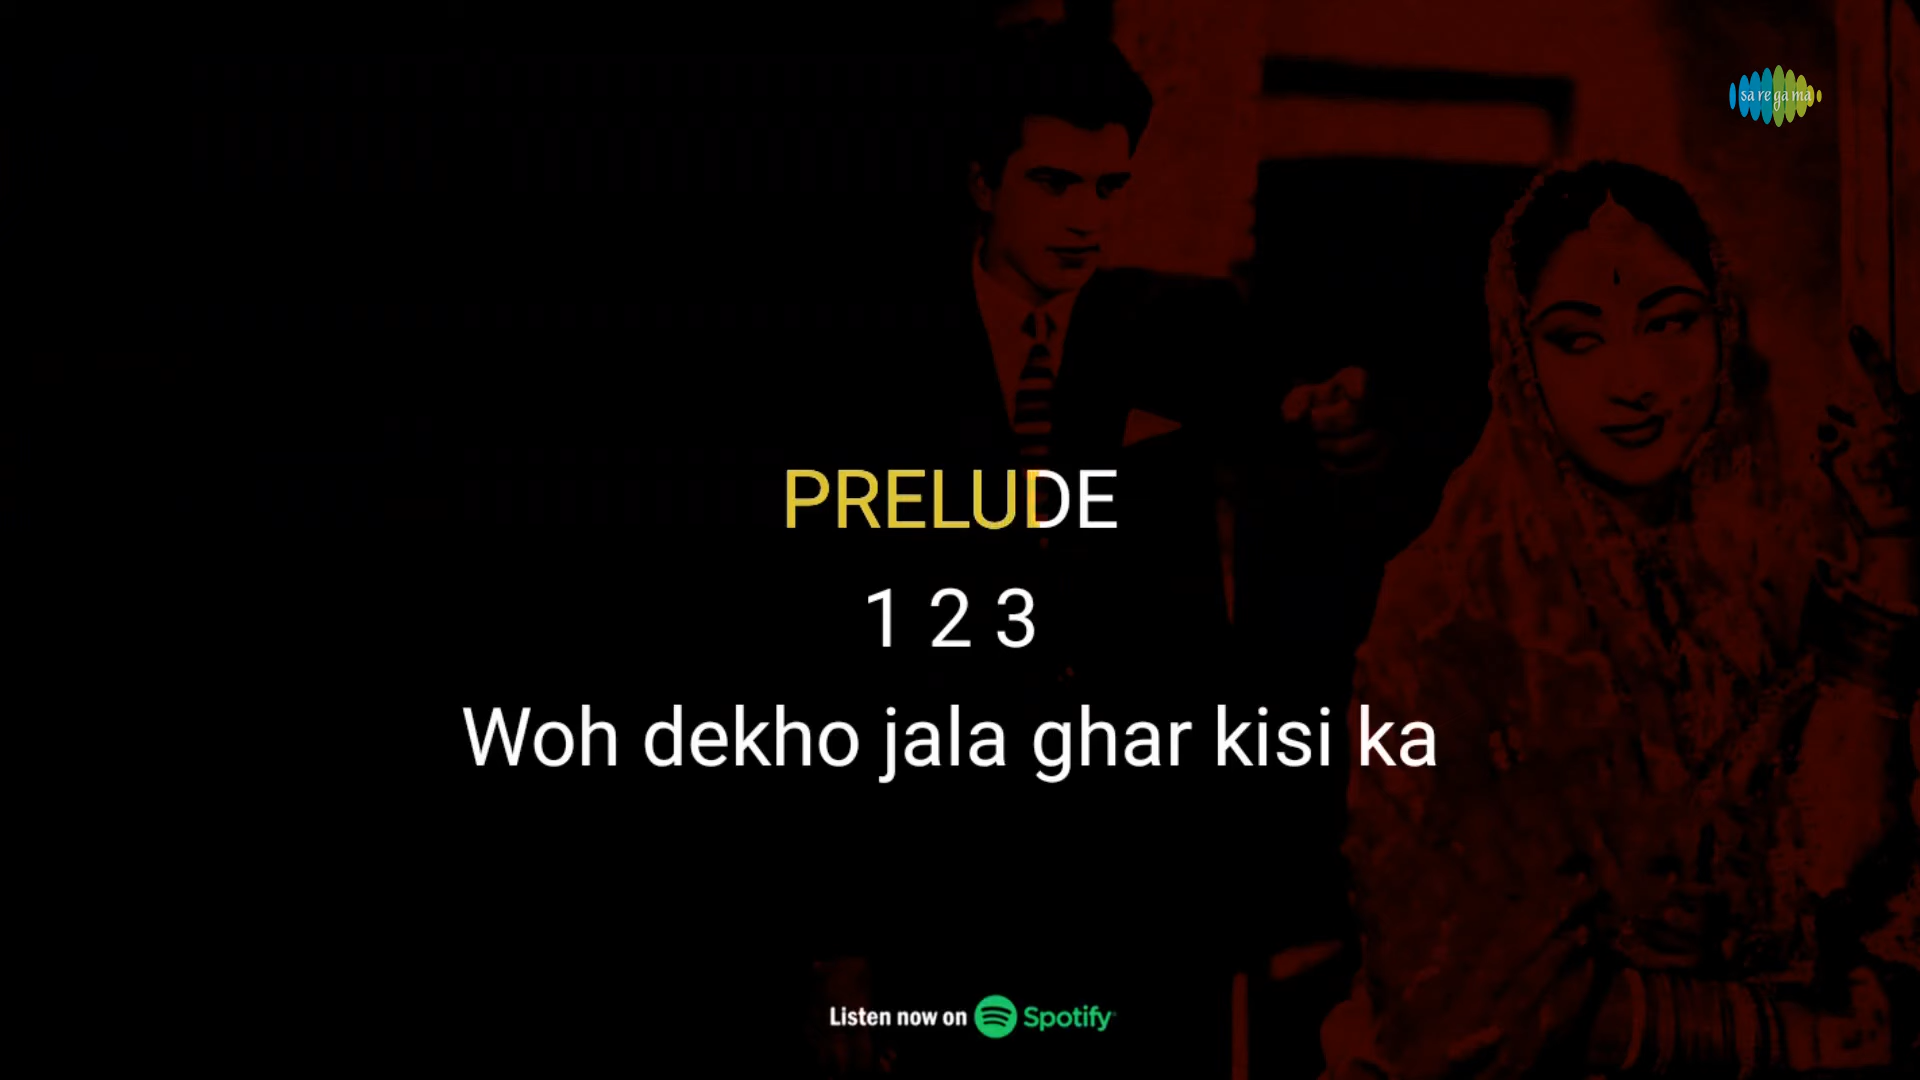 sa re ga ma
PRELUDE
1 2 3
Woh dekho jala ghar kisi ka
Listen now on Spotify